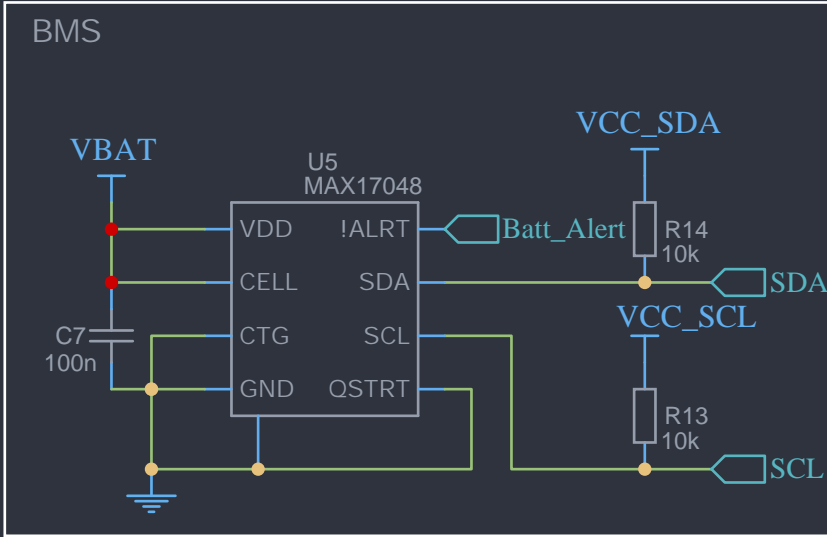 BMS
VCC_SDA
VBAT
U5
MAX17048
VDD
!ALRT
Batt_Alert
R14
10k
CELL
SDA
SDA
C7
100n
CTG
SCL
VCC_SCL
GND
QSTRT
R13
10k
SCL